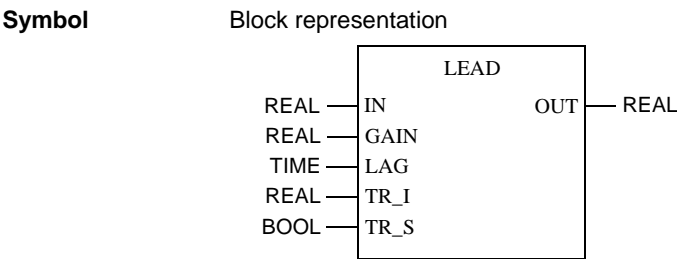 Symbol Block representation
LEAD
REAL IN OUT REAL
REAL GAIN
TIME LAG
REAL TR_I
BOOL TR_S